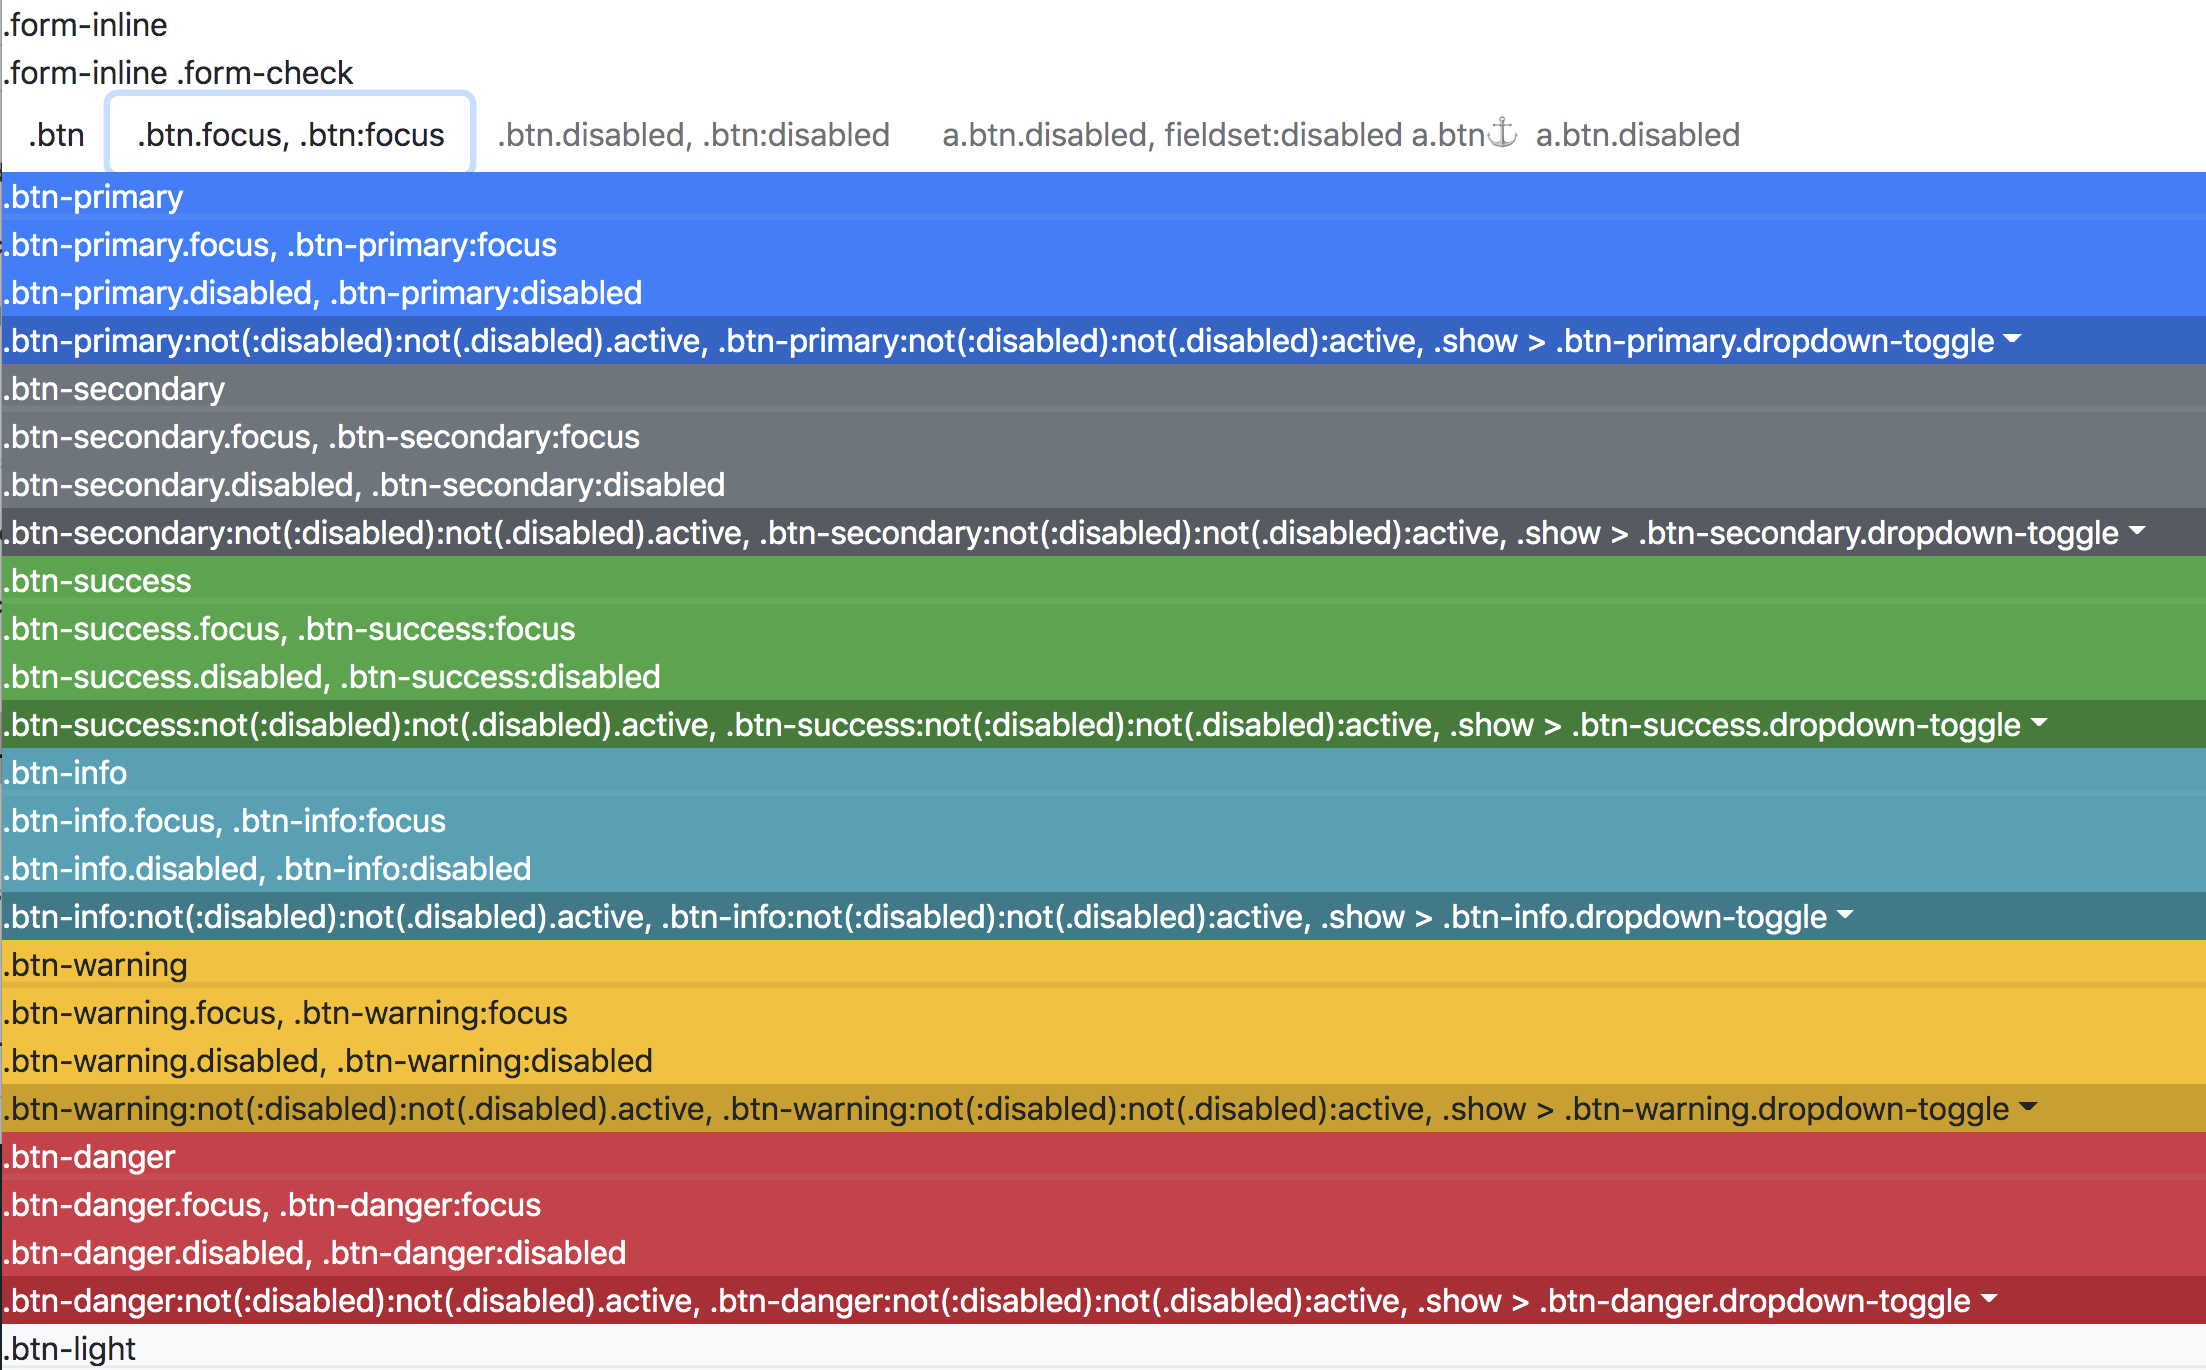 .form-inline
.form-inline .form-check
.btn .btn.focus, .btn:focus .btn.disabled, .btn:disabled a.btn.disabled, fieldset:disabled a.btn⚓ a.btn.disabled
.btn-primary
.btn-primary.focus, .btn-primary:focus
.btn-primary.disabled, .btn-primary:disabled
.btn-primary:not(:disabled):not(.disabled).active, .btn-primary:not(:disabled):not(.disabled):active, .show > .btn-primary.dropdown-toggle
.btn-secondary
.btn-secondary.focus, .btn-secondary:focus
.btn-secondary.disabled, .btn-secondary:disabled
.btn-secondary:not(:disabled):not(.disabled).active, .btn-secondary:not(:disabled):not(.disabled):active, .show > .btn-secondary.dropdown-toggle
.btn-success
.btn-success.focus, .btn-success:focus
.btn-success.disabled, .btn-success:disabled
.btn-success:not(:disabled):not(.disabled).active, .btn-success:not(:disabled):not(.disabled):active, .show > .btn-success.dropdown-toggle
.btn-info
.btn-info.focus, .btn-info:focus
.btn-info.disabled, .btn-info:disabled
.btn-info:not(:disabled):not(.disabled).active, .btn-info:not(:disabled):not(.disabled):active, .show > .btn-info.dropdown-toggle
.btn-warning
.btn-warning.focus, .btn-warning:focus
.btn-warning.disabled, .btn-warning:disabled
.btn-warning:not(:disabled):not(.disabled).active, .btn-warning:not(:disabled):not(.disabled):active, .show > .btn-warning.dropdown-toggle
.btn-danger
.btn-danger.focus, .btn-danger:focus
.btn-danger.disabled, .btn-danger:disabled
.btn-danger:not(:disabled):not(.disabled).active, .btn-danger:not(:disabled):not(.disabled):active, .show > .btn-danger.dropdown-toggle
.btn-light